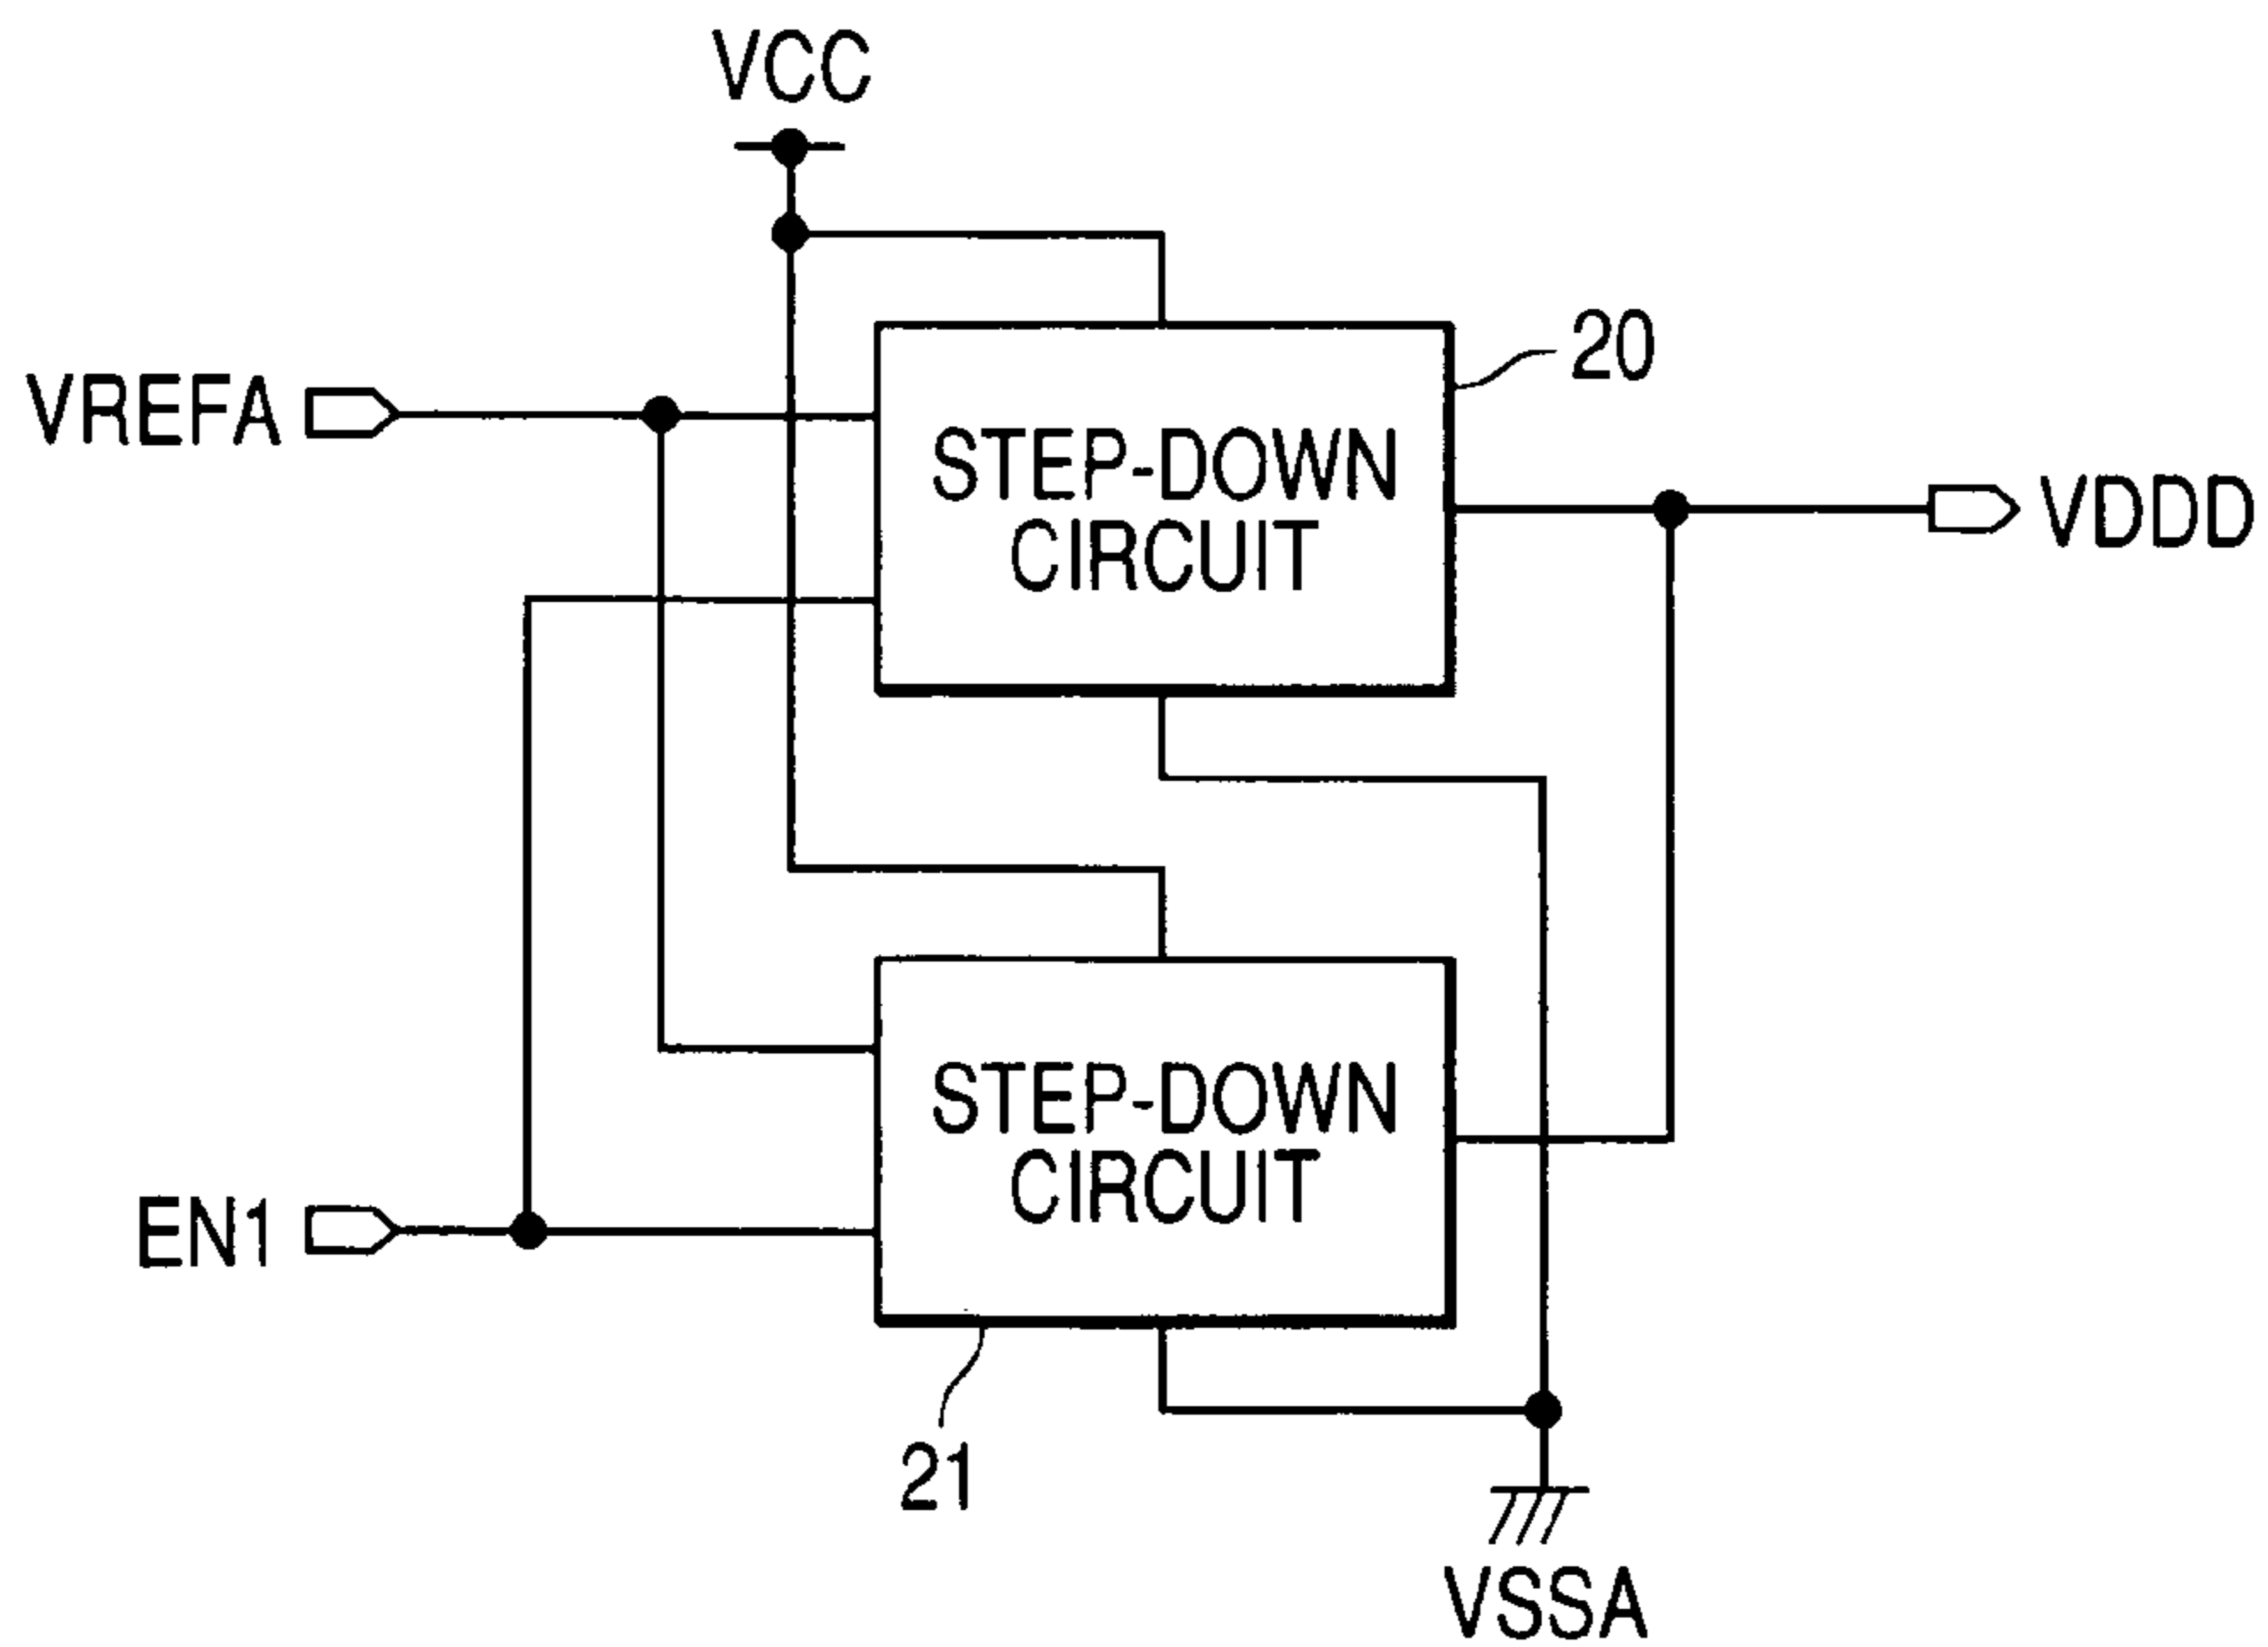 VCC
20
VREFA
STEP-DOWN
CIRCUIT
VDDD
STEP-DOWN
CIRCUIT
EN1
21
VSSA